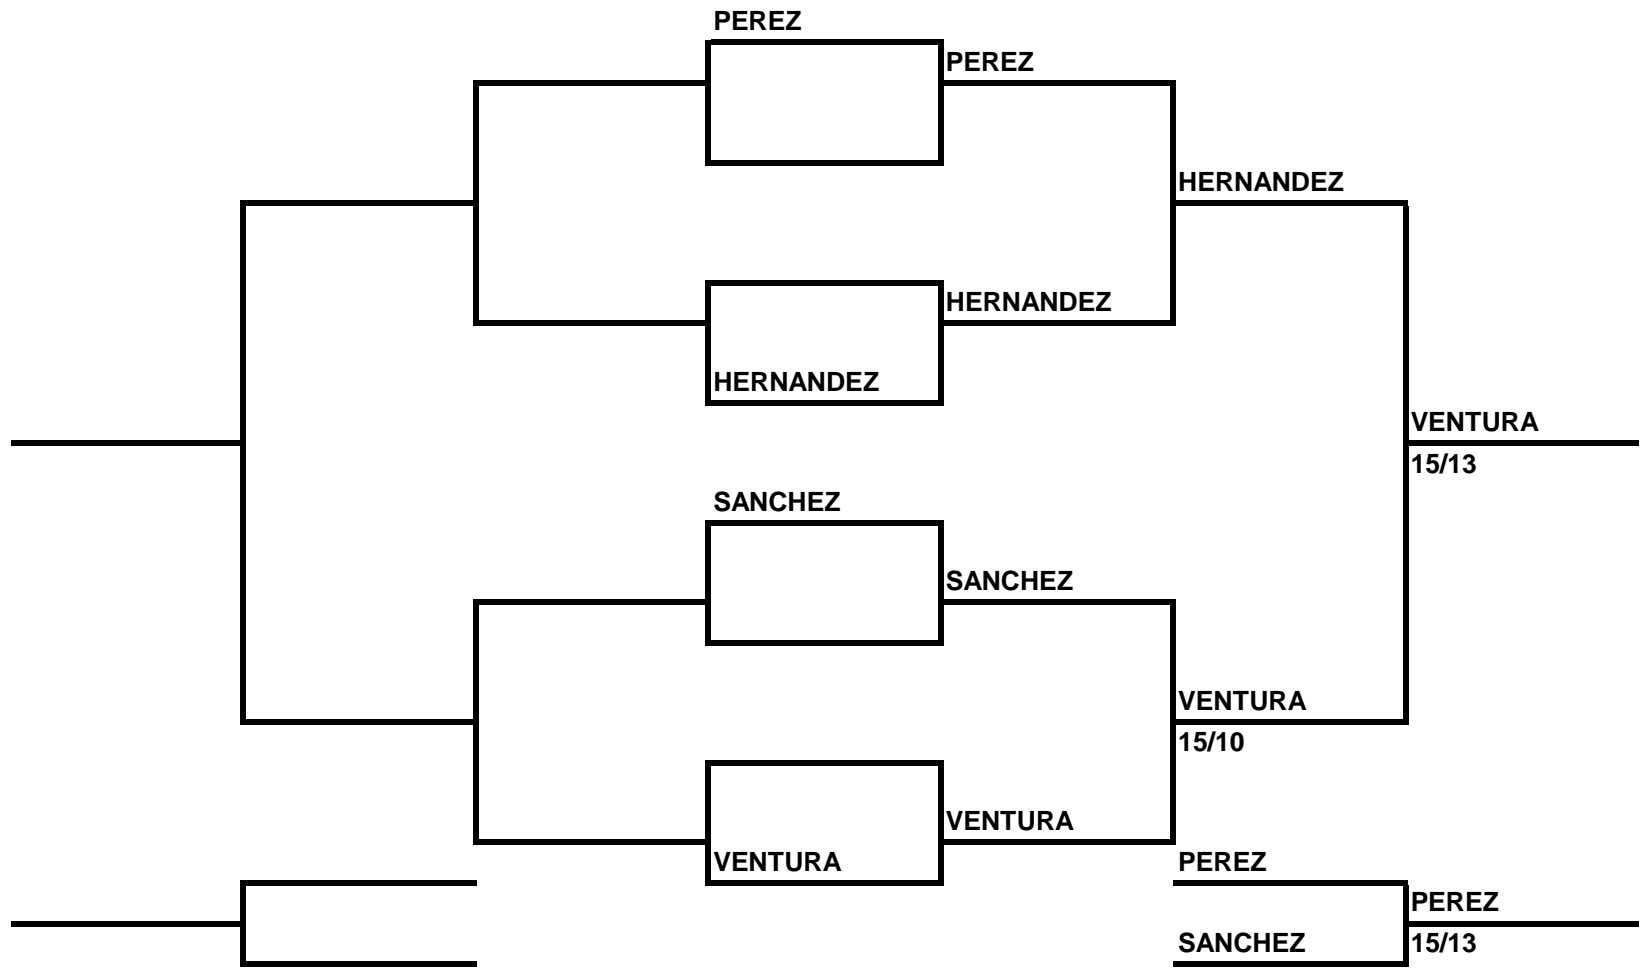 PEREZ
PEREZ
HERNANDEZ
HERNANDEZ
HERNANDEZ
VENTURA
15/13
SANCHEZ
SANCHEZ
VENTURA
15/10
VENTURA
VENTURA
PEREZ
PEREZ
SANCHEZ
15/13